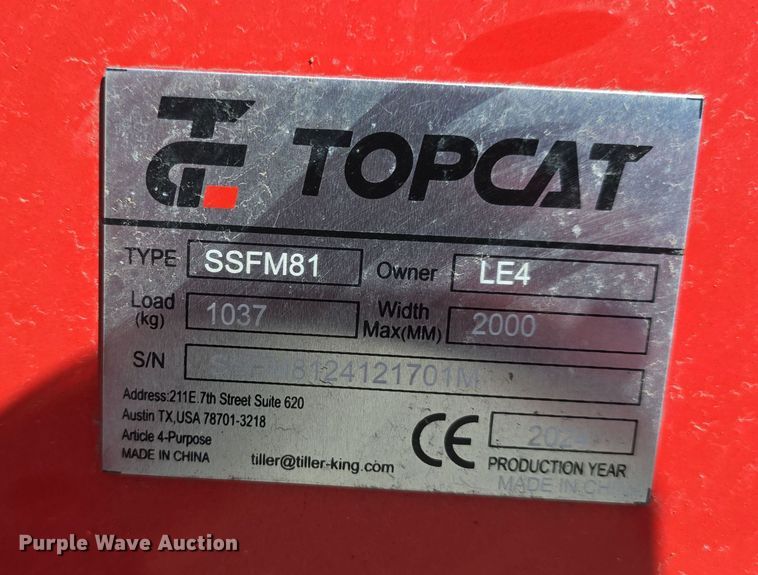 TOPCAT
TYPE SSFM81 Owner LE4
Load (kg) 1037 Width Max(MM) 2000
S/N
Address:211E.7th Street Suite 620
Austin TX,USA 78701-3218
Article 4-Purpose
MADE IN CHINA
tiller@tiller-king.com
CE
PRODUCTION YEAR
MADE IN
Purple Wave Auction